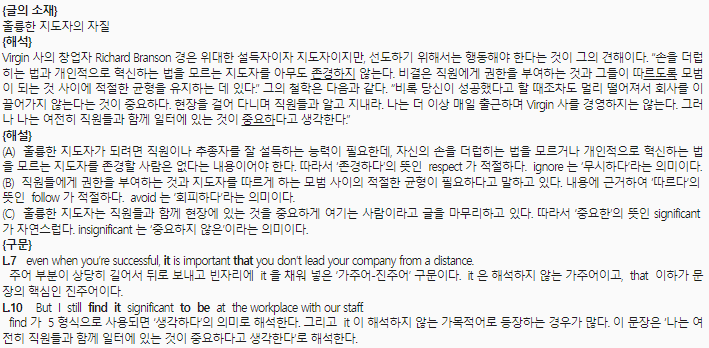 {글의 소재}
훌륭한 지도자의 자질
{해석}
Virgin 사의 창업자 Richard Branson 경은 위대한 설득자이자 지도자이지만, 선도하기 위해서는 행동해야 한다는 것이 그의 견해이다. “손을 더럽
히는 법과 개인적으로 혁신하는 법을 모르는 지도자를 아무도 존경하지 않는다. 비결은 직원에게 권한을 부여하는 것과 그들이 따르도록 모범
이 되는 것 사이에 적절한 균형을 유지하는 데 있다.” 그의 철학은 다음과 같다. “비록 당신이 성공했다고 할 때조차도 멀리 떨어져서 회사를 이
끌어가지 않는다는 것이 중요하다. 현장을 걸어 다니며 직원들과 알고 지내라. 나는 더 이상 매일 출근하며 Virgin 사를 경영하지는 않는다. 그러
나 나는 여전히 직원들과 함께 일터에 있는 것이 중요하다고 생각한다.”
{해설}
(A) 훌륭한 지도자가 되려면 직원이나 추종자를 잘 설득하는 능력이 필요한데, 자신의 손을 더럽히는 법을 모르거나 개인적으로 혁신하는 법
을 모르는 지도자를 존경할 사람은 없다는 내용이어야 한다. 따라서 ‘존경하다’의 뜻인 respect 가 적절하다. ignore 는 ‘무시하다’라는 의미이다.
(B) 직원들에게 권한을 부여하는 것과 지도자를 따르게 하는 모범 사이의 적절한 균형이 필요하다고 말하고 있다. 내용에 근거하여 ‘따르다’의
뜻인 follow 가 적절하다. avoid 는 ‘회피하다’라는 의미이다.
(C) 훌륭한 지도자는 직원들과 함께 현장에 있는 것을 중요하게 여기는 사람이라고 글을 마무리하고 있다. 따라서 ‘중요한’의 뜻인 significant
가 자연스럽다. insignificant 는 ‘중요하지 않은’이라는 의미이다.
{구문}
L.7 even when you’re successful, it is important that you don’t lead your company from a distance.
주어 부분이 상당히 길어서 뒤로 보내고 빈자리에 it 을 채워 넣은 ‘가주어-진주어’ 구문이다. it 은 해석하지 않는 가주어이고, that 이하가 문
장의 핵심인 진주어이다.
L.10 But I still find it significant to be at the workplace with our staff
find 가 5 형식으로 사용되면 ‘생각하다’의 의미로 해석한다. 그리고 it 이 해석하지 않는 가목적어로 등장하는 경우가 많다. 이 문장은 ‘나는 여
전히 직원들과 함께 일터에 있는 것이 중요하다고 생각한다’로 해석한다.